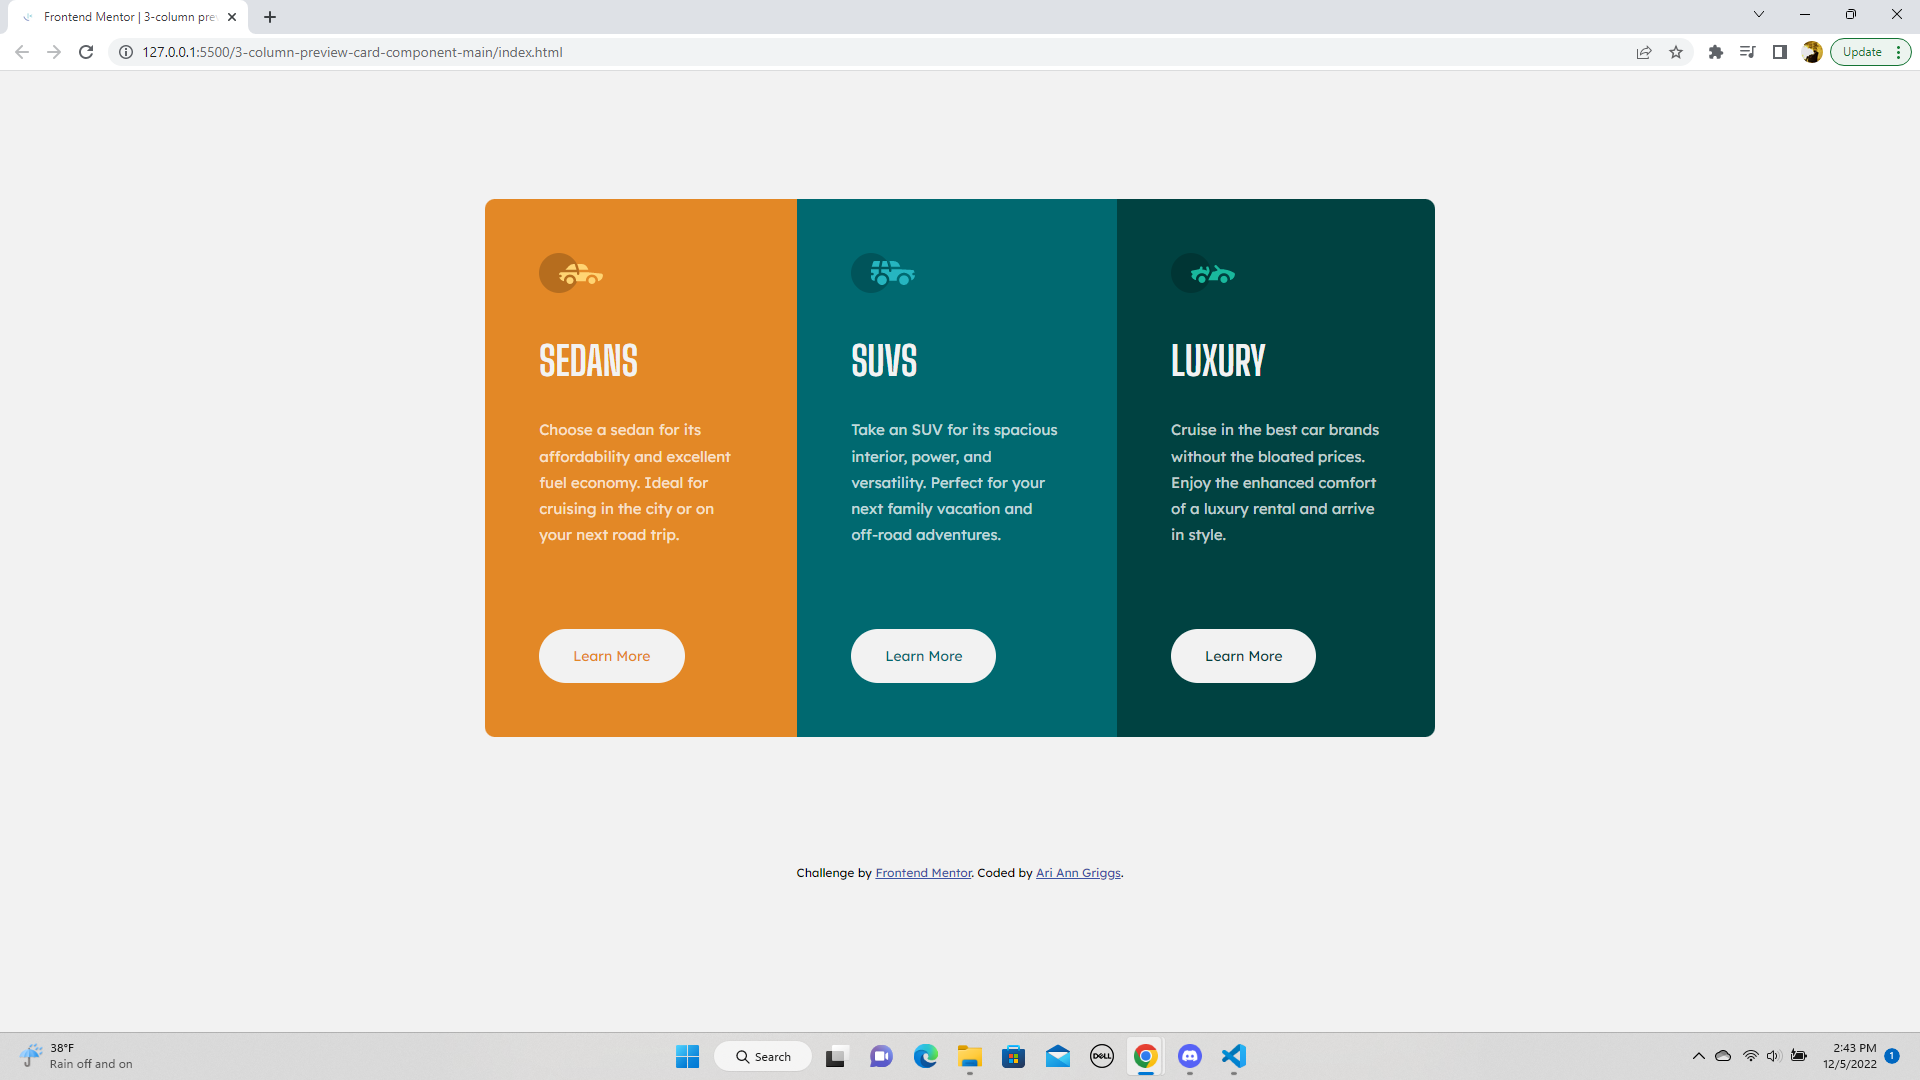 Frontend Mentor | 3-column pre
127.0.0.1:5500/3-column-preview-card-component-main/index.html
Update
SEDANS
Choose a sedan for its
affordability and excellent
fuel economy. Ideal for
cruising in the city or on
your next road trip.
Learn More
SUVS
Take an SUV for its spacious
interior, power, and
versatility. Perfect for your
next family vacation and
off-road adventures.
Learn More
LUXURY
Cruise in the best car brands
without the bloated prices.
Enjoy the enhanced comfort
of a luxury rental and arrive
in style.
Learn More
Challenge by Frontend Mentor. Coded by Ari Ann Griggs.
38°F
Rain off and on
Search
DELL
2:43 PM
12/5/2022
1